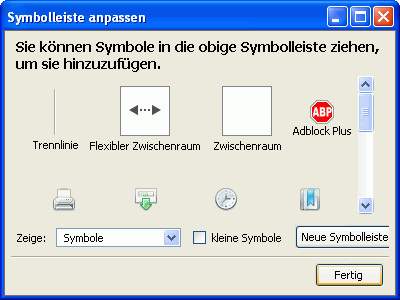 Symbolleiste anpassen
Sie können Symbole in die obige Symbolleiste ziehen,
um sie hinzuzufügen.
ABP
Trennlinie Flexibler Zwischenraum Zwischenraum Adblock Plus
Zeige: Symbole kleine Symbole Neue Symbolleiste
Fertig